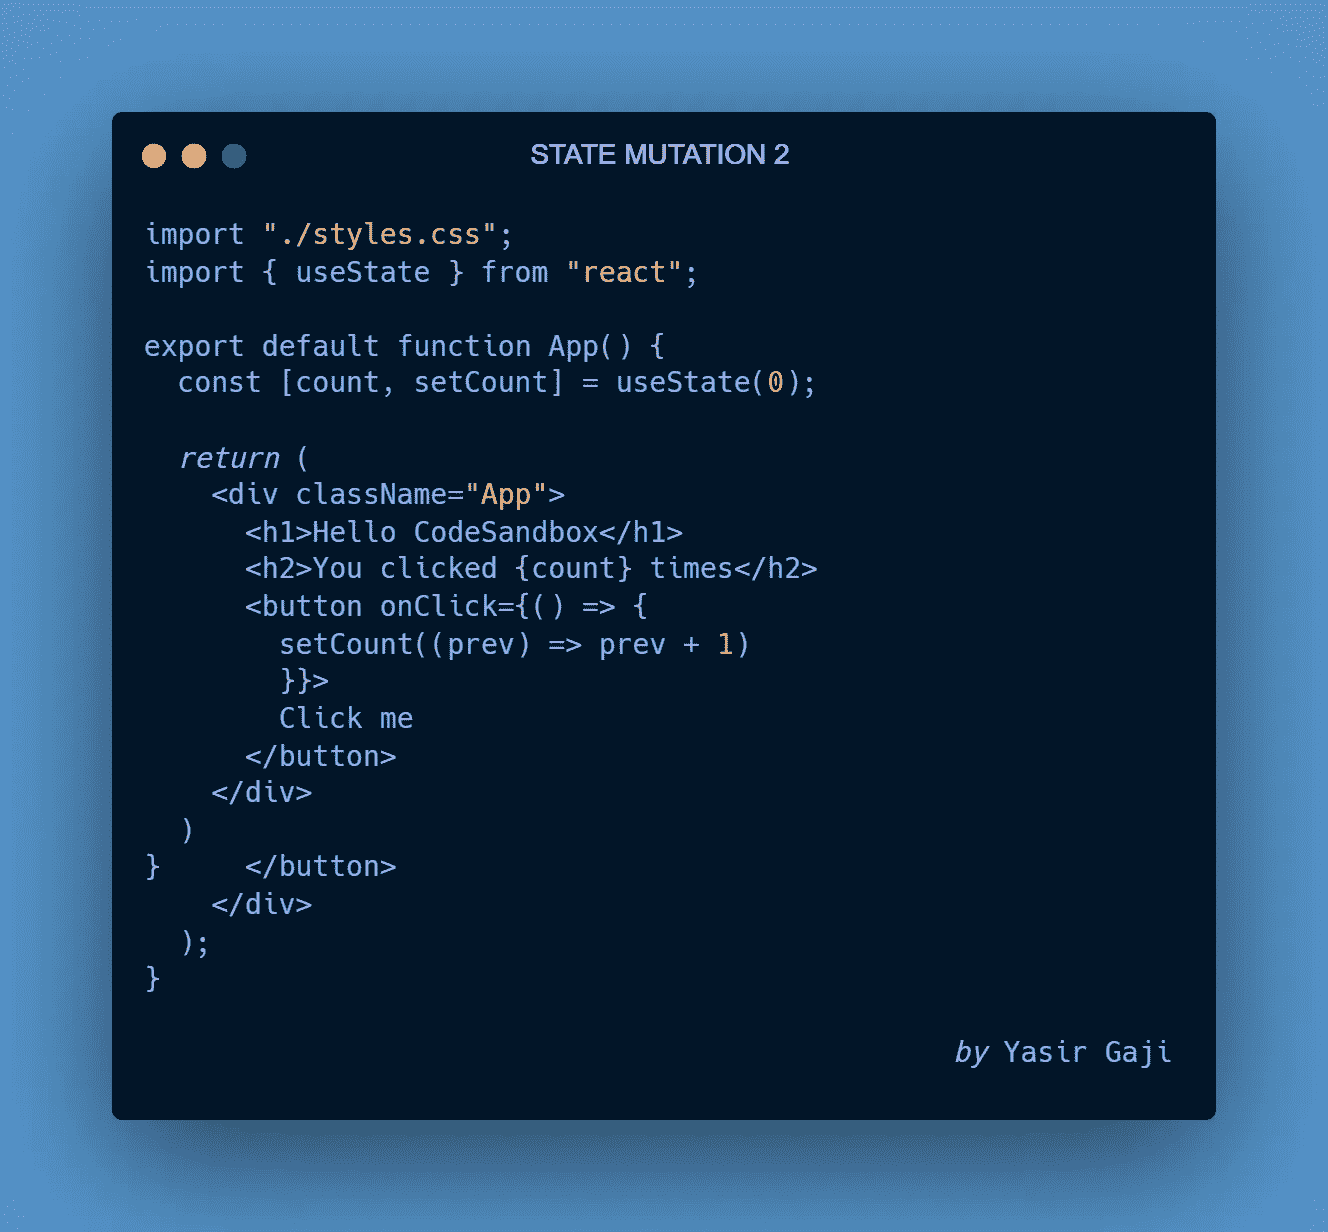 STATE MUTATION 2
import "./styles.css";
import { useState } from "react";
export default function App() {
  const [count, setCount] = useState(0);
  return (
    <div className="App">
      <h1>Hello CodeSandbox</h1>
      <h2>You clicked {count} times</h2>
      <button onClick={() => {
        setCount((prev) => prev + 1)
        }}>
        Click me
      </button>
    </div>
  )
}     </button>
    </div>
  );
}
by Yasir Gaji